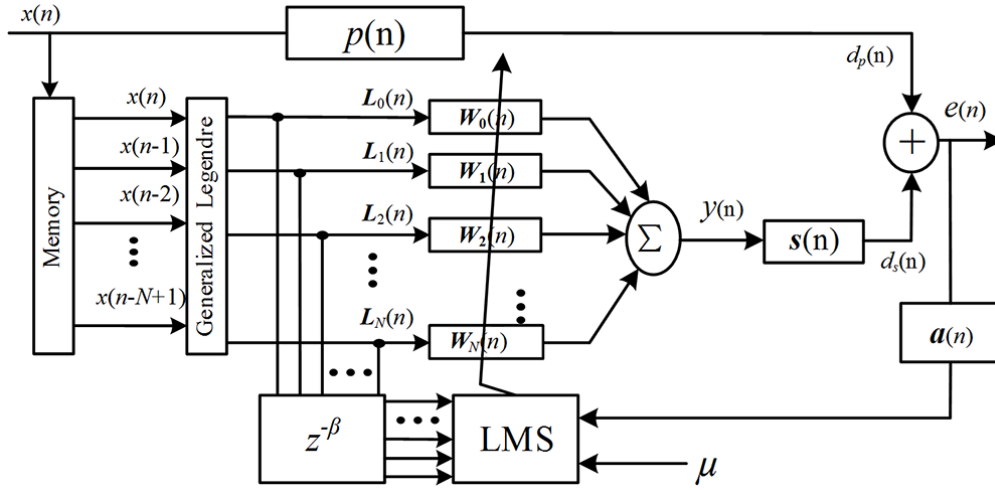 x(n)
p(n)
d_p(n)
e(n)
+
Memory
x(n)
x(n-1)
x(n-2)
x(n-N+1)
Generalized Legendre
L_0(n)
L_1(n)
L_2(n)
L_N(n)
W_0(n)
W_1(n)
W_2(n)
W_N(n)
Σ
y(n)
s(n)
d_s(n)
a(n)
z^{-β}
LMS
μ